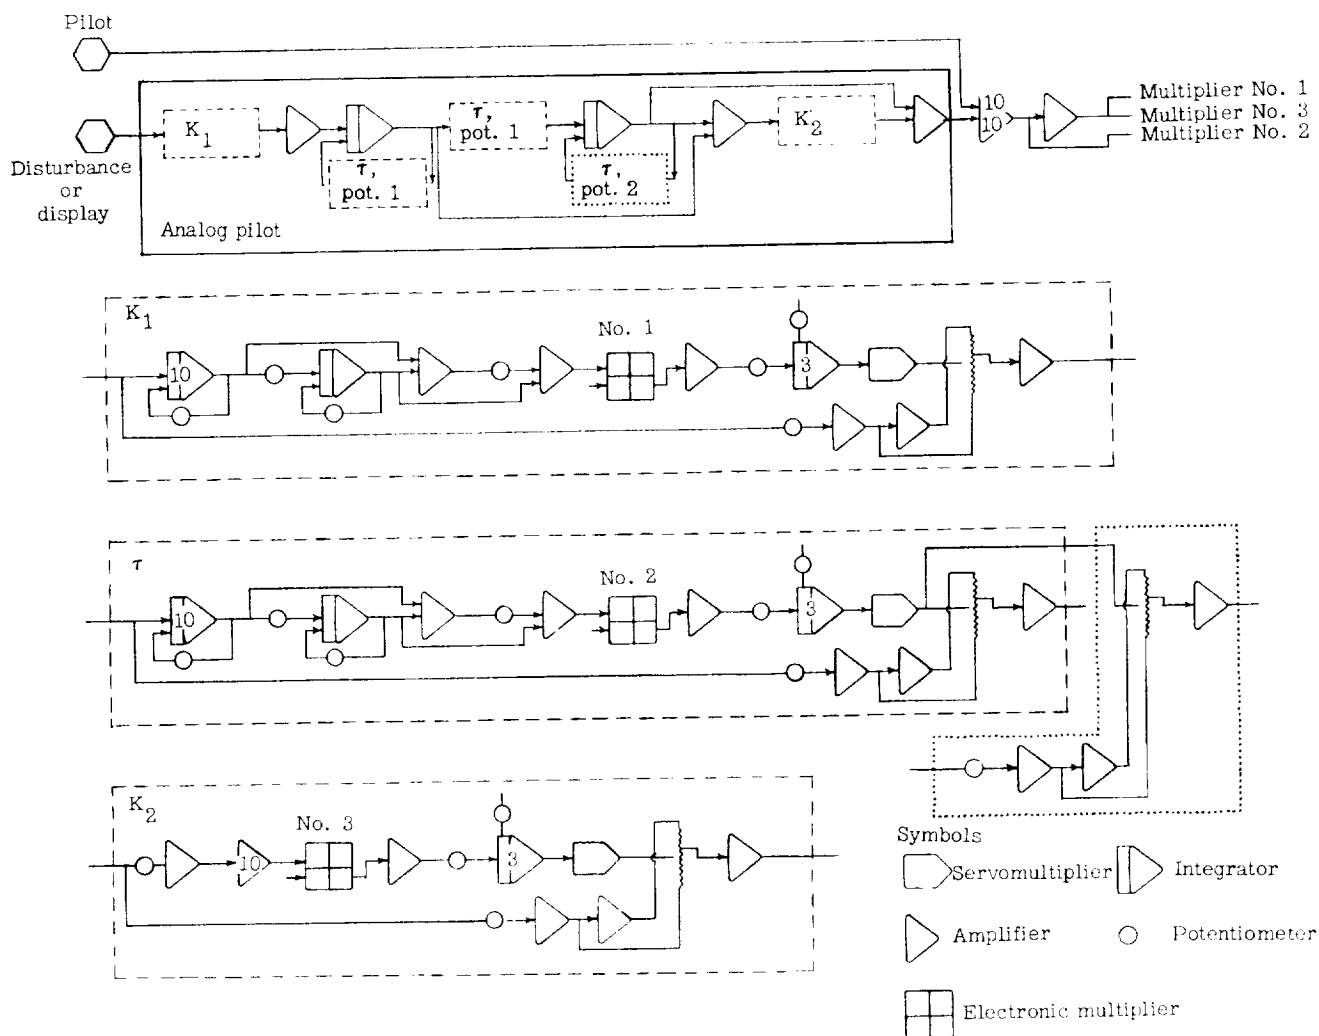 Pilot
Multiplier No. 1
Multiplier No. 3
Multiplier No. 2
10
10
K1
τ,
pot. 1
K2
Disturbance
or
display
τ,
pot. 1
τ,
pot. 2
Analog pilot
K1
No. 1
10
3
τ
No. 2
10
3
K2
No. 3
10
3
Symbols
Servomultiplier
Integrator
Amplifier
Potentiometer
Electronic multiplier